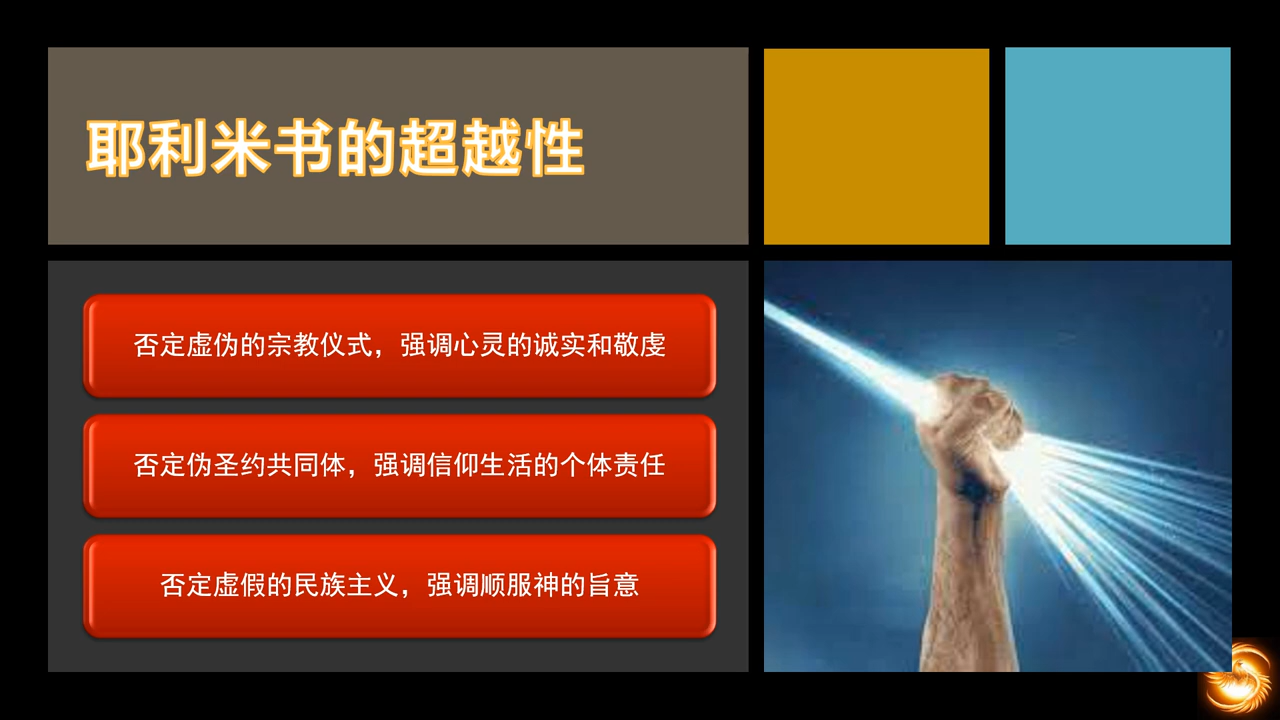 耶利米书的超越性
否定虚伪的宗教仪式，强调心灵的诚实和敬虔
否定伪圣约共同体，强调信仰生活的个体责任
否定虚假的民族主义，强调顺服神的旨意